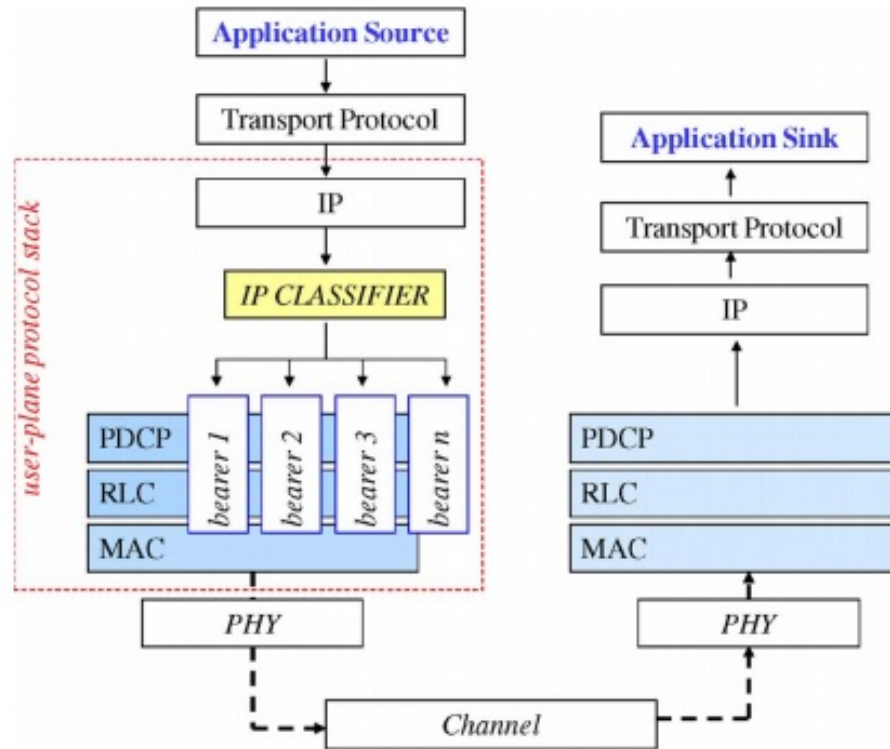 Application Source
Transport Protocol
user-plane protocol stack
IP
IP CLASSIFIER
PDCP
RLC
MAC
bearer 1
bearer 2
bearer 3
bearer n
PHY
Channel
Application Sink
Transport Protocol
IP
PDCP
RLC
MAC
PHY